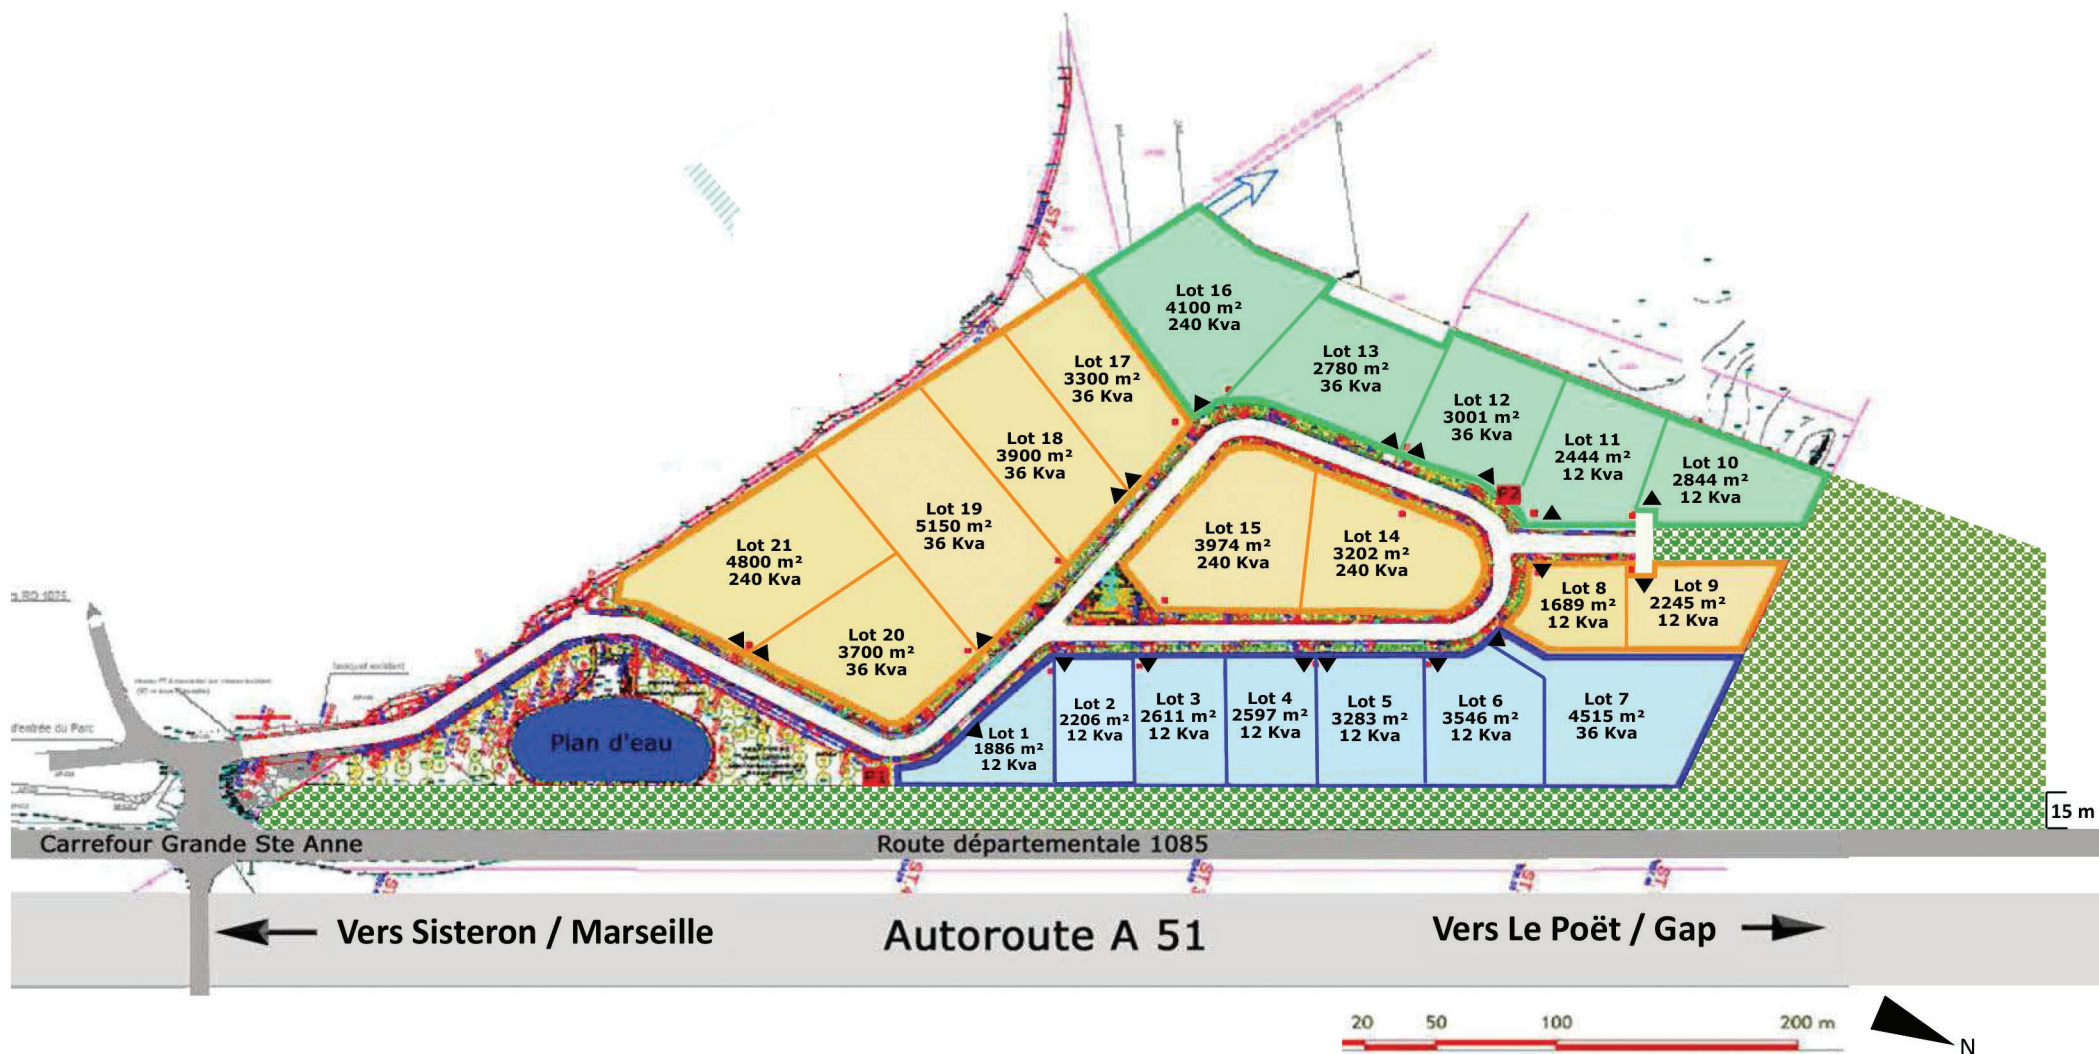 ST 44
Lot 16
4100 m²
240 Kva
Lot 13
2780 m²
36 Kva
Lot 17
3300 m²
36 Kva
Lot 12
3001 m²
36 Kva
Lot 11
2444 m²
12 Kva
Lot 10
2844 m²
12 Kva
Lot 18
3900 m²
36 Kva
Lot 19
5150 m²
36 Kva
Lot 21
4800 m²
240 Kva
Lot 20
3700 m²
36 Kva
Lot 15
3974 m²
240 Kva
Lot 14
3202 m²
240 Kva
P2
Lot 8
1689 m²
12 Kva
Lot 9
2245 m²
12 Kva
Lot 1
1886 m²
12 Kva
Lot 2
2206 m²
12 Kva
Lot 3
2611 m²
12 Kva
Lot 4
2597 m²
12 Kva
Lot 5
3283 m²
12 Kva
Lot 6
3546 m²
12 Kva
Lot 7
4515 m²
36 Kva
RD 1075
d'entrée du Parc
Plan d'eau
P1
15 m
Carrefour Grande Ste Anne
Route départementale 1085
Vers Sisteron / Marseille
Autoroute A 51
Vers Le Poët / Gap
20 50 100 200 m
N